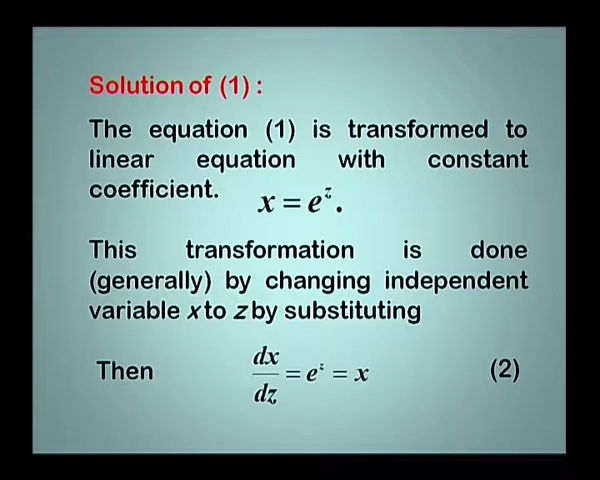 Solution of (1) :
The equation (1) is transformed to
linear equation with constant
coefficient. x = e^z.
This transformation is done
(generally) by changing independent
variable x to z by substituting
Then dx/dz = e^z = x (2)